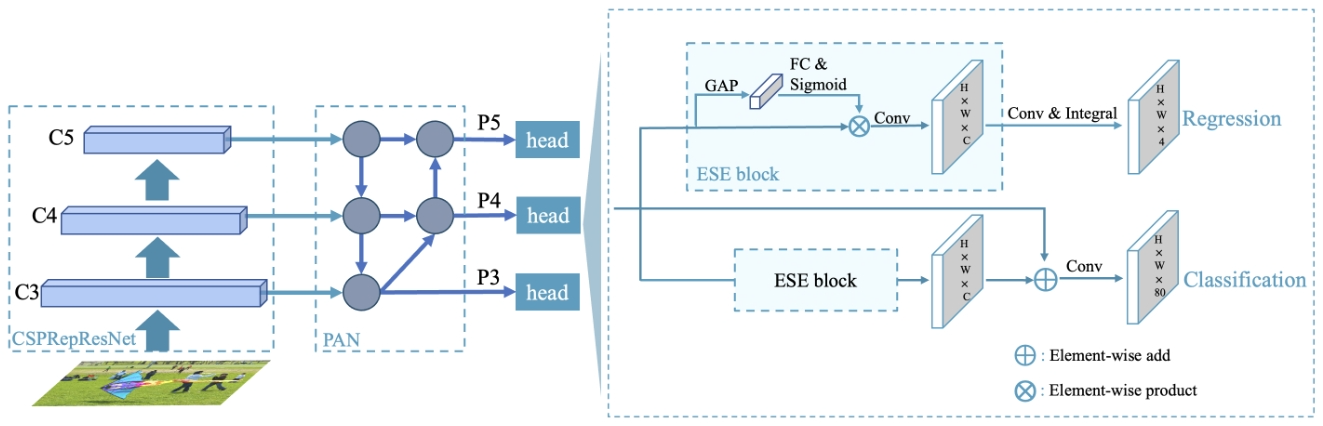 C5
C4
C3
CSPRepResNet
PAN
P5
P4
P3
head
head
head
GAP
FC &
Sigmoid
Conv
H
×
W
×
C
ESE block
Conv & Integral
H
×
W
×
4
Regression
ESE block
H
×
W
×
C
Conv
H
×
W
×
80
Classification
: Element-wise add
: Element-wise product